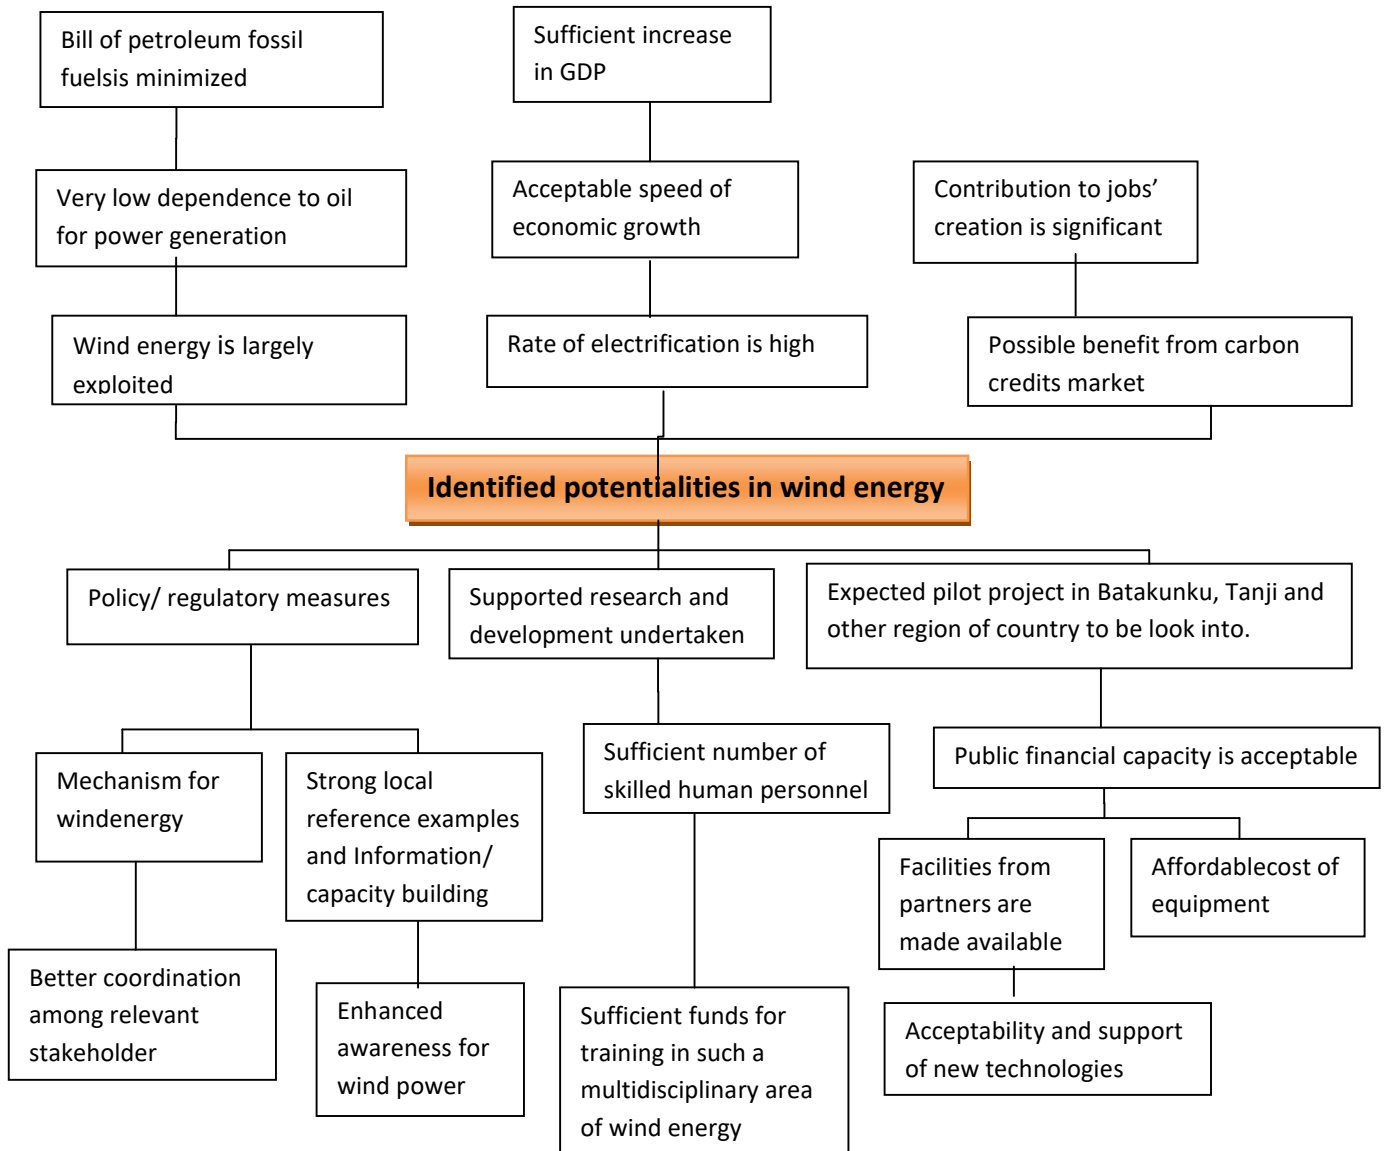 Bill of petroleum fossil
fuelsis minimized
Sufficient increase
in GDP
Very low dependence to oil
for power generation
Acceptable speed of
economic growth
Contribution to jobs’
creation is significant
Wind energy is largely
exploited
Rate of electrification is high
Possible benefit from carbon
credits market
Identified potentialities in wind energy
Policy/ regulatory measures
Supported research and
development undertaken
Expected pilot project in Batakunku, Tanji and
other region of country to be look into.
Mechanism for
windenergy
Strong local
reference examples
and Information/
capacity building
Sufficient number of
skilled human personnel
Public financial capacity is acceptable
Facilities from
partners are
made available
Affordablecost of
equipment
Better coordination
among relevant
stakeholder
Enhanced
awareness for
wind power
Sufficient funds for
training in such a
multidisciplinary area
of wind energy
Acceptability and support
of new technologies